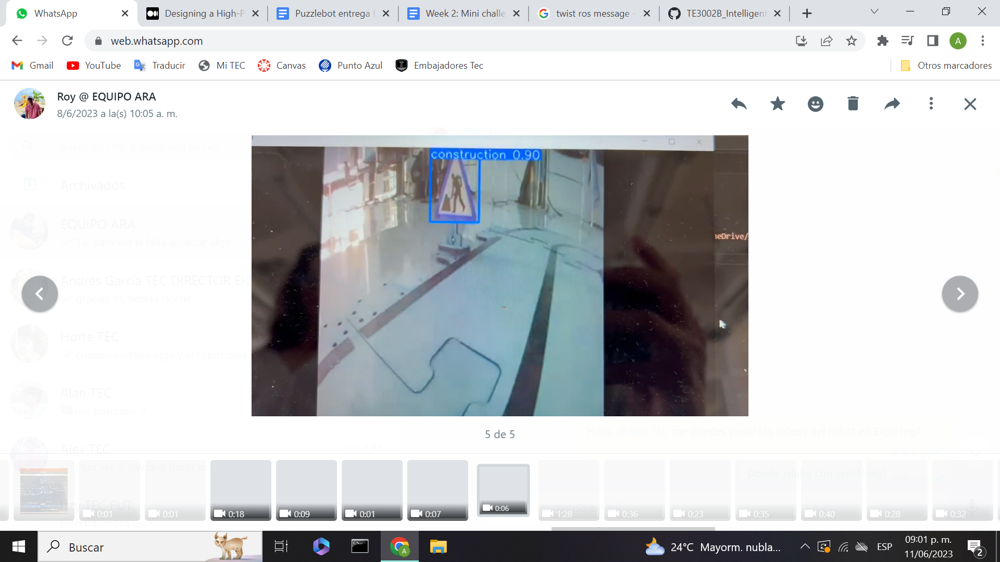 WhatsApp
Designing a High-P
Puzzlebot entrega f
Week 2: Mini challe
twist ros message -
TE3002B_Intelligent
web.whatsapp.com
A
Gmail
YouTube
Traducir
Mi TEC
Canvas
Punto Azul
Embajadores Tec
Otros marcadores
Roy @ EQUIPO ARA
8/6/2023 a la(s) 10:05 a. m.
Roy TEC
Busca un chat o inicia uno nuevo
Archivados
EQUIPO ARA
Tú: para ver si falta agregar algo
Andrés García TEC DIRECTOR EIC
gracias dr, bonita noche
Horte TEC
cuando instalas algo y el robot deja
Alan TEC
me puso eso :/
Alex TEC
6:46 P. M.
Para ver si hay que hacer m
Izzy TEC FUT
bien tramposa yo
construction 0.90
neDrive/
5 de 5
Holis, @Alex TEC me puedes pasar los videos del robot en Expo Ing?
Donde jalaba con semaforo?
un mensaje aquí
0:01
0:01
0:18
0:09
0:01
0:07
0:06
1:28
0:36
0:23
0:35
0:40
0:28
0:32
Buscar
24°C Mayorm. nubla...
ESP
09:01 p. m.
11/06/2023
2